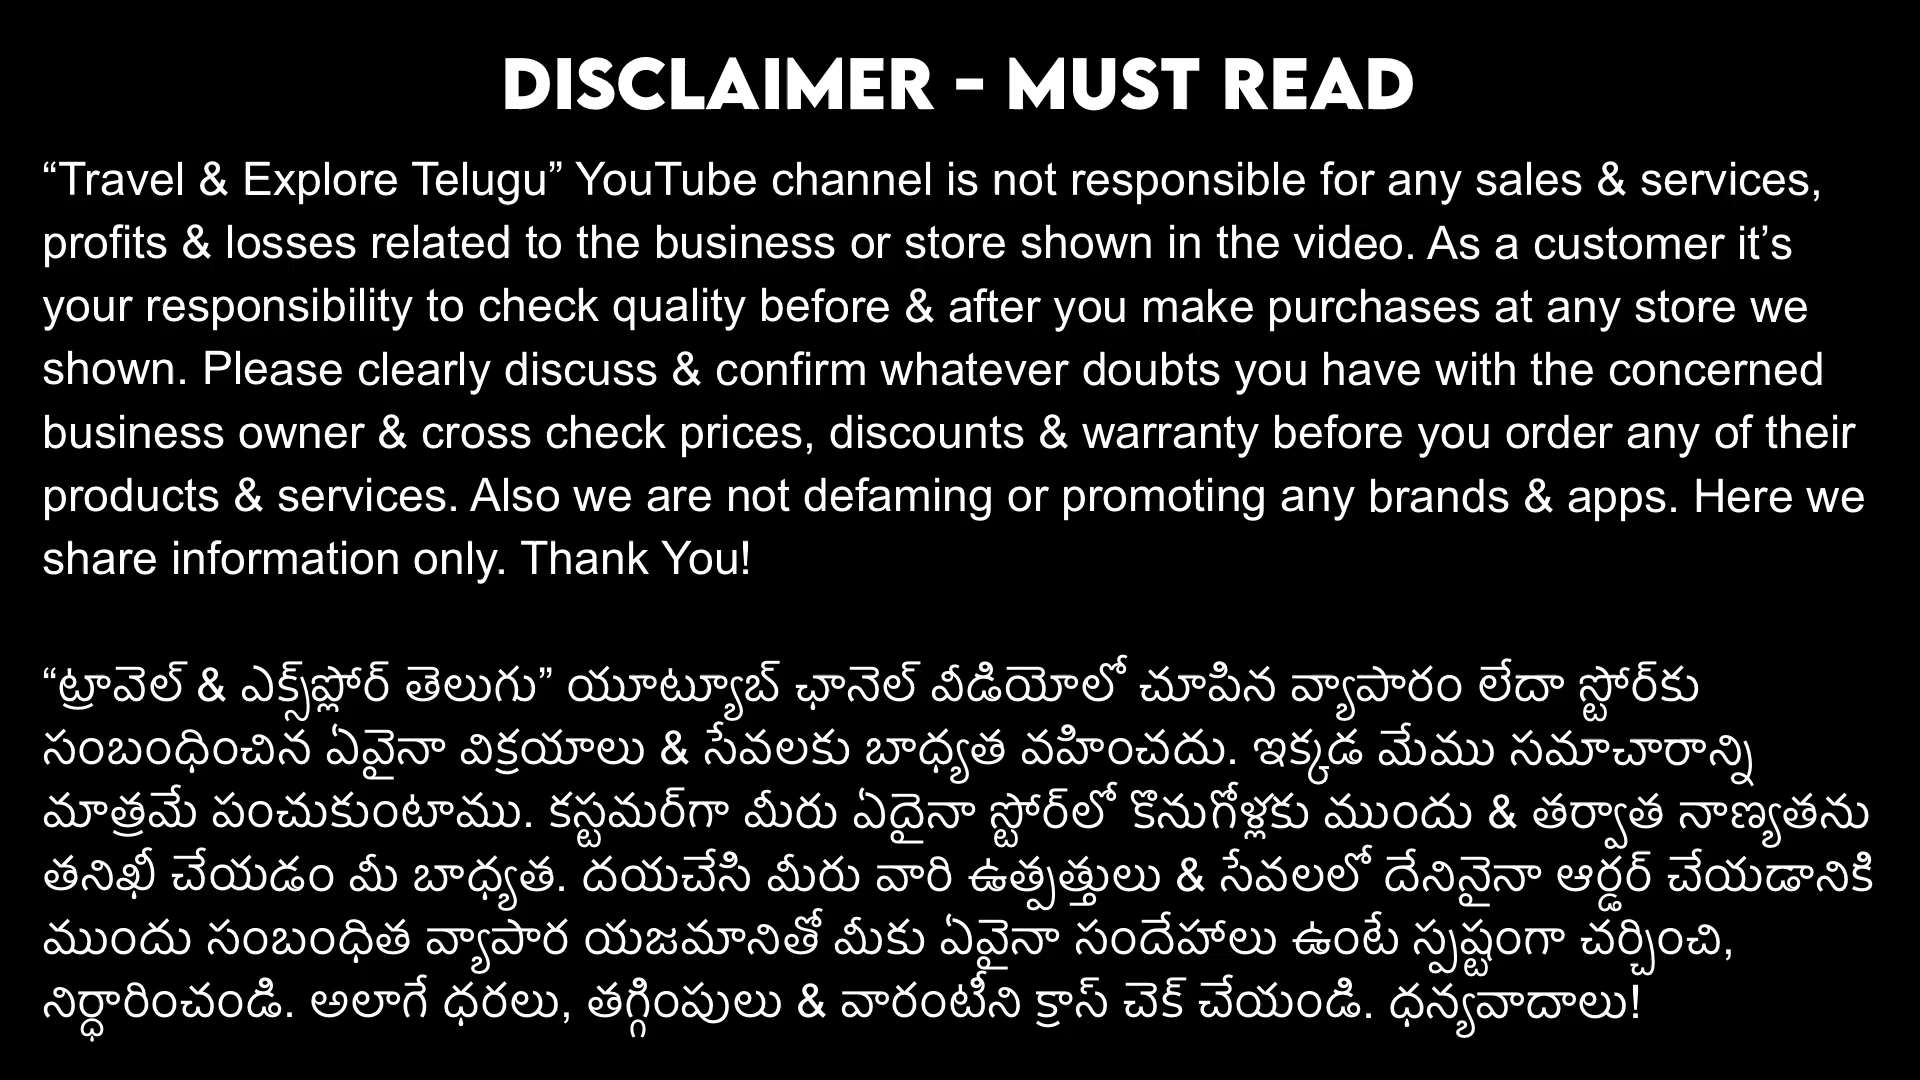 DISCLAIMER - MUST READ
“Travel & Explore Telugu” YouTube channel is not responsible for any sales & services,
profits & losses related to the business or store shown in the video. As a customer it’s
your responsibility to check quality before & after you make purchases at any store we
shown. Please clearly discuss & confirm whatever doubts you have with the concerned
business owner & cross check prices, discounts & warranty before you order any of their
products & services. Also we are not defaming or promoting any brands & apps. Here we
share information only. Thank You!
“ట్రావెల్ & ఎక్స్‌ప్లోర్ తెలుగు” యూట్యూబ్ ఛానెల్ వీడియోలో చూపిన వ్యాపారం లేదా స్టోర్‌కు
సంబంధించిన ఏవైనా విక్రయాలు & సేవలకు బాధ్యత వహించదు. ఇక్కడ మేము సమాచారాన్ని
మాత్రమే పంచుకుంటాము. కస్టమర్‌గా మీరు ఏదైనా స్టోర్‌లో కొనుగోళ్లకు ముందు & తర్వాత నాణ్యతను
తనిఖీ చేయడం మీ బాధ్యత. దయచేసి మీరు వారి ఉత్పత్తులు & సేవలలో దేనినైనా ఆర్డర్ చేయడానికి
ముందు సంబంధిత వ్యాపార యజమానితో మీకు ఏవైనా సందేహాలు ఉంటే స్పష్టంగా చర్చించి,
నిర్ధారించండి. అలాగే ధరలు, తగ్గింపులు & వారంటీని క్రాస్ చెక్ చేయండి. ధన్యవాదాలు!